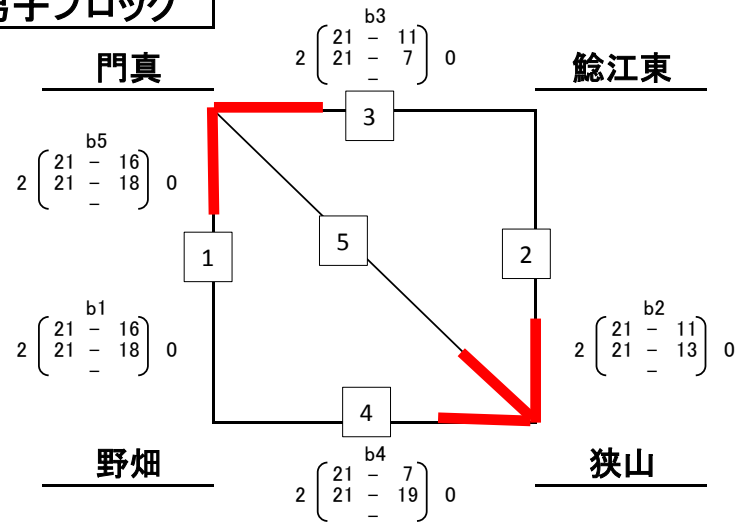 男子ブロック
b3
21 − 11
2 21 − 7 0
−
門真
鯰江東
3
b5
21 − 16
2 21 − 18 0
−
1
5
2
b1
21 − 16
2 21 − 18 0
−
b2
21 − 11
2 21 − 13 0
−
4
野畑
狭山
b4
21 − 7
2 21 − 19 0
−